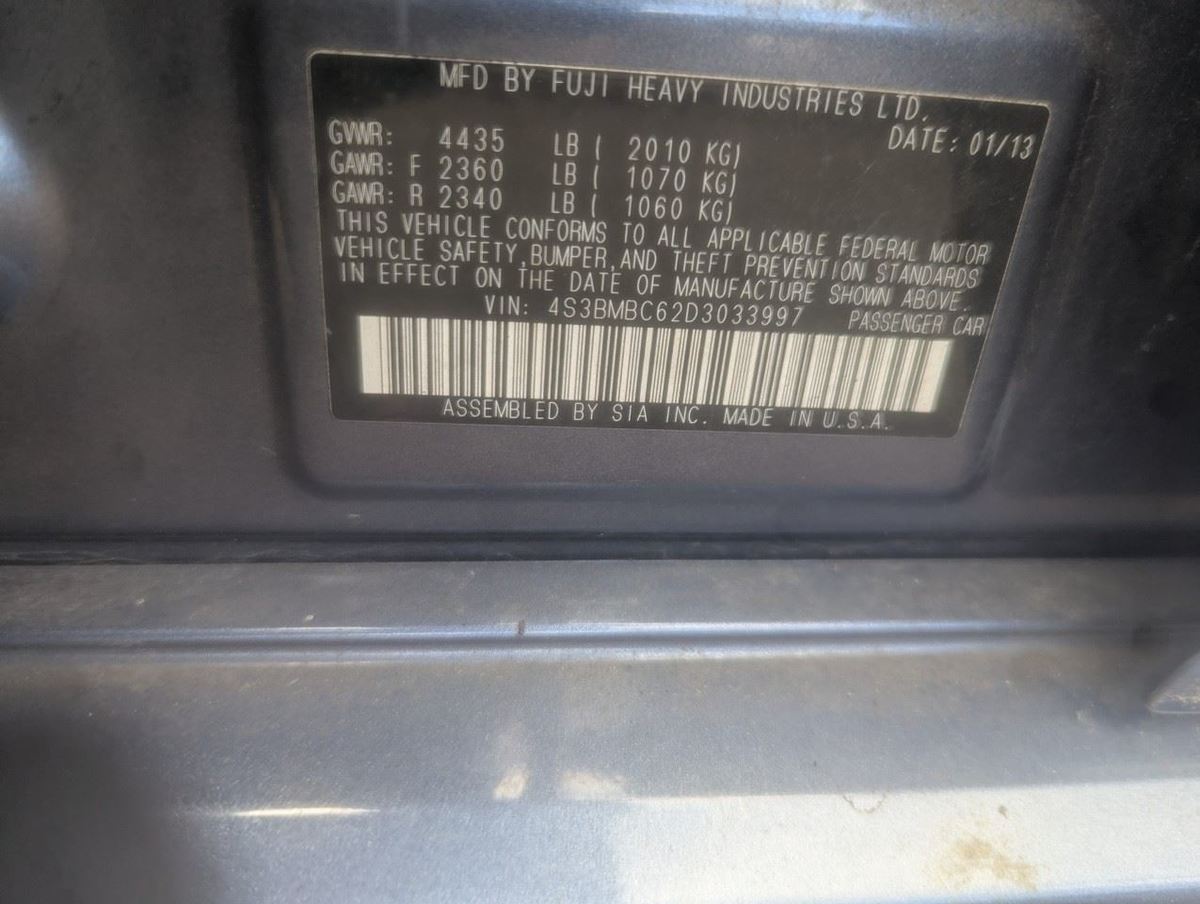 MFD BY FUJI HEAVY INDUSTRIES LTD.
DATE: 01/13
GVWR: 4435 LB ( 2010 KG)
GAWR: F 2360 LB ( 1070 KG)
GAWR: R 2340 LB ( 1060 KG)
THIS VEHICLE CONFORMS TO ALL APPLICABLE FEDERAL MOTOR
VEHICLE SAFETY, BUMPER, AND THEFT PREVENTION STANDARDS
IN EFFECT ON THE DATE OF MANUFACTURE SHOWN ABOVE.
VIN: 4S3BMBC62D3033997 PASSENGER CAR
ASSEMBLED BY SIA INC. MADE IN U.S.A.